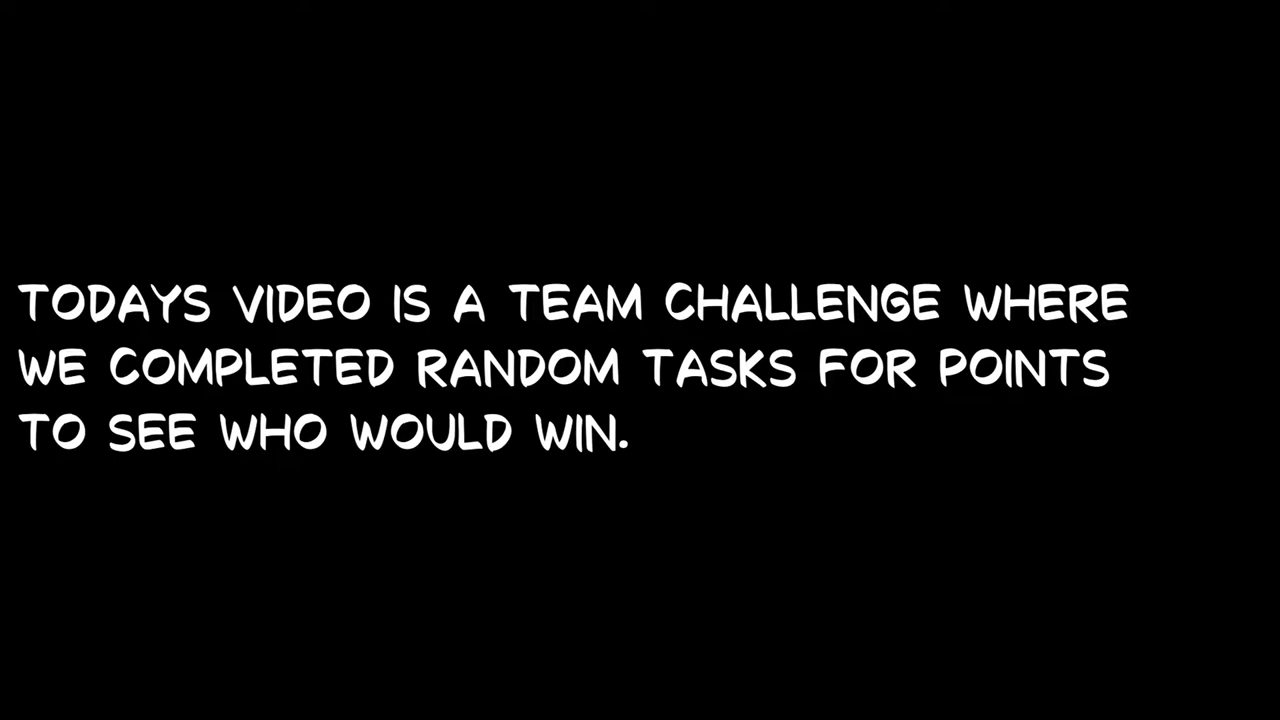 TODAYS VIDEO IS A TEAM CHALLENGE WHERE
WE COMPLETED RANDOM TASKS FOR POINTS
TO SEE WHO WOULD WIN.